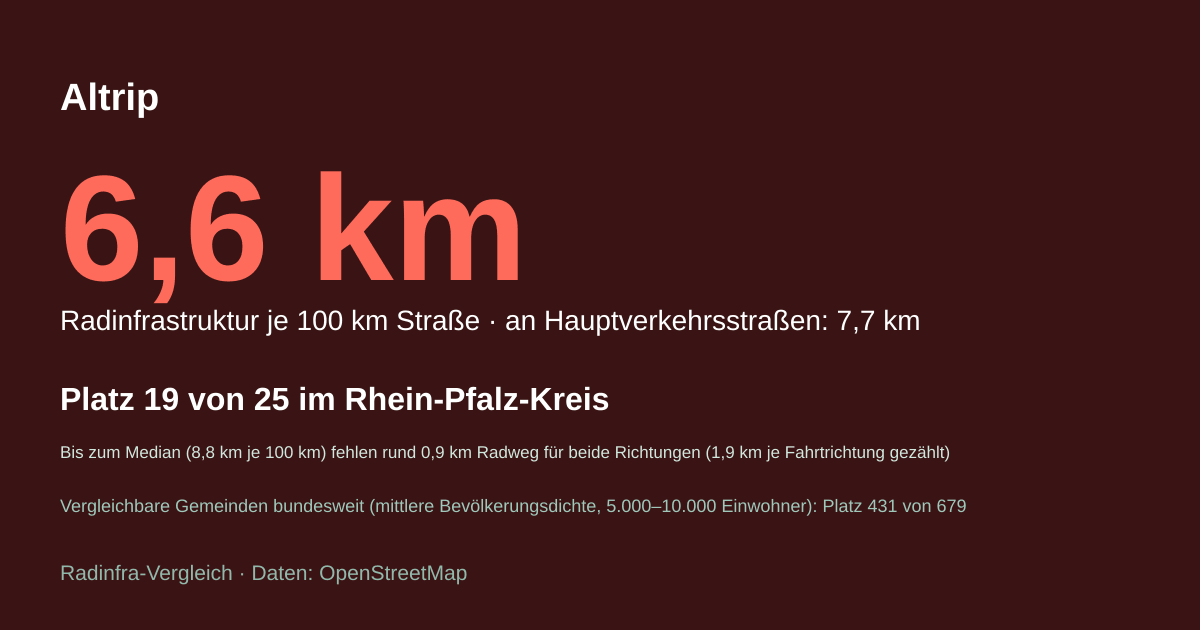 Altrip
6,6 km
Radinfrastruktur je 100 km Straße · an Hauptverkehrsstraßen: 7,7 km
Platz 19 von 25 im Rhein-Pfalz-Kreis
Bis zum Median (8,8 km je 100 km) fehlen rund 0,9 km Radweg für beide Richtungen (1,9 km je Fahrtrichtung gezählt)
Vergleichbare Gemeinden bundesweit (mittlere Bevölkerungsdichte, 5.000–10.000 Einwohner): Platz 431 von 679
Radinfra-Vergleich · Daten: OpenStreetMap